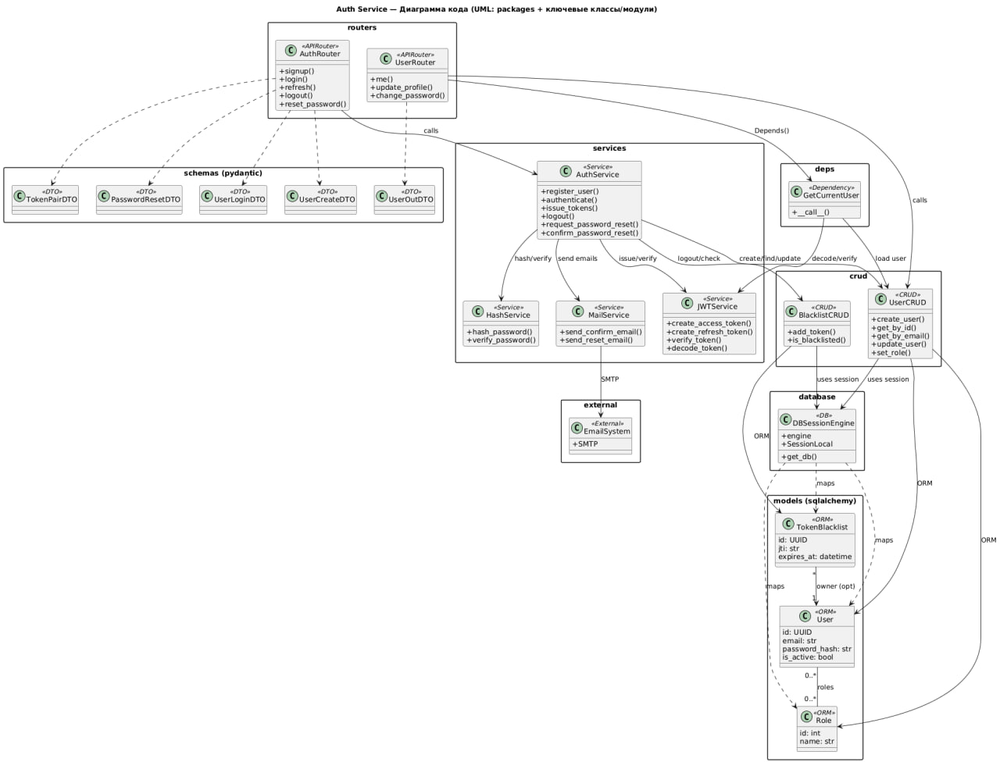 Auth Service — Диаграмма кода (UML: packages + ключевые классы/модули)
routers
«APIRouter»
AuthRouter
+signup()
+login()
+refresh()
+logout()
+reset_password()
«APIRouter»
UserRouter
+me()
+update_profile()
+change_password()
calls
Depends()
calls
schemas (pydantic)
«DTO»
TokenPairDTO
«DTO»
PasswordResetDTO
«DTO»
UserLoginDTO
«DTO»
UserCreateDTO
«DTO»
UserOutDTO
services
«Service»
AuthService
+register_user()
+authenticate()
+issue_tokens()
+logout()
+request_password_reset()
+confirm_password_reset()
deps
«Dependency»
GetCurrentUser
+__call__()
hash/verify
send emails
issue/verify
logout/check
create/find/update
decode/verify
load user
«Service»
HashService
+hash_password()
+verify_password()
«Service»
MailService
+send_confirm_email()
+send_reset_email()
«Service»
JWTService
+create_access_token()
+create_refresh_token()
+verify_token()
+decode_token()
crud
«CRUD»
BlacklistCRUD
+add_token()
+is_blacklisted()
«CRUD»
UserCRUD
+create_user()
+get_by_id()
+get_by_email()
+update_user()
+set_role()
SMTP
uses session
uses session
external
«External»
EmailSystem
+SMTP
database
«DB»
DBSessionEngine
+engine
+SessionLocal
+get_db()
ORM
maps
ORM
models (sqlalchemy)
«ORM»
TokenBlacklist
id: UUID
jti: str
expires_at: datetime
maps
ORM
maps
*
owner (opt)
1
«ORM»
User
id: UUID
email: str
password_hash: str
is_active: bool
0..*
roles
0..*
«ORM»
Role
id: int
name: str